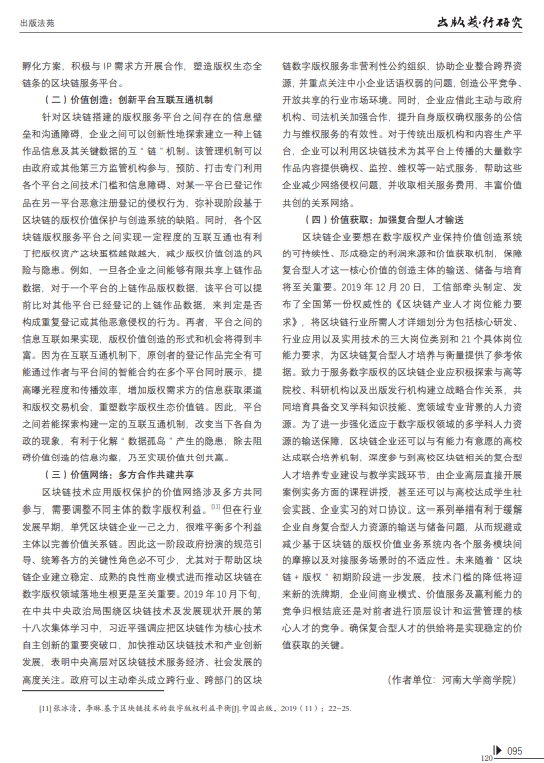 出版法苑
出版发行研究
孵化方案，积极与 IP 需求方开展合作，塑造版权生态全
链条的区块链服务平台。
（二）价值创造：创新平台互联互通机制
针对区块链搭建的版权服务平台之间存在的信息壁
垒和沟通障碍，企业之间可以创新性地探索建立一种上链
作品信息及其关键数据的互“链”机制。该管理机制可以
由政府或其他第三方监管机构参与，预防、打击专门利用
各个平台之间技术门槛和信息障碍、对某一平台已登记作
品在另一平台恶意注册登记的侵权行为，弥补现阶段基于
区块链的版权价值保护与创造系统的缺陷。同时，各个区
块链版权服务平台之间实现一定程度的互联互通也有利
于把版权资产这块蛋糕越做越大，减少版权价值创造的风
险与隐患。例如，一旦各企业之间能够有限共享上链作品
数据，对于一个平台的上链作品版权数据，该平台可以提
前比对其他平台已经登记的上链作品数据，来判定是否
构成重复登记或其他恶意侵权的行为。再者，平台之间的
信息互联如果实现，版权价值创造的形式和机会将得到丰
富。因为在互联互通机制下，原创者的登记作品完全有可
能通过作者与平台间的智能合约在多个平台同时展示，提
高曝光程度和传播效率，增加版权需求方的信息获取渠道
和版权交易机会，重塑数字版权生态价值链。因此，平台
之间若能探索构建一定的互联互通机制，改变当下各自为
政的现象，有利于化解“数据孤岛”产生的隐患，除去阻
碍价值创造的信息沟壑，乃至实现价值共创共赢。
（三）价值网络：多方合作共建共享
区块链技术应用版权保护的价值网络涉及多方共同
参与，需要调整不同主体的数字版权利益。[11] 但在行业
发展早期，单凭区块链企业一己之力，很难平衡多个利益
主体以完善价值关系链。因此这一阶段政府扮演的规范引
导、统筹各方的关键性角色必不可少，尤其对于帮助区块
链企业建立稳定、成熟的良性商业模式进而推动区块链在
数字版权领域落地生根更是至关重要。2019 年 10 月下旬，
在中共中央政治局围绕区块链技术及发展现状开展的第
十八次集体学习中，习近平强调应把区块链作为核心技术
自主创新的重要突破口，加快推动区块链技术和产业创新
发展，表明中央高层对区块链技术服务经济、社会发展的
高度关注。政府可以主动牵头成立跨行业、跨部门的区块
链数字版权服务非营利性公约组织，协助企业整合跨界资
源，并重点关注中小企业话语权弱的问题，创造公平竞争、
开放共享的行业市场环境。同时，企业应借此主动与政府
机构、司法机关加强合作，提升自身版权确权服务的公信
力与维权服务的有效性。对于传统出版机构和内容生产平
台，企业可以利用区块链技术为其平台上传播的大量数字
作品内容提供确权、监控、维权等一站式服务，帮助这些
企业减少网络侵权问题，并收取相关服务费用，丰富价值
共创的关系网络。
（四）价值获取：加强复合型人才输送
区块链企业要想在数字版权产业保持价值创造系统
的可持续性、形成稳定的利润来源和价值获取机制，保障
复合型人才这一核心价值的创造主体的输送、储备与培育
将至关重要。2019 年 12 月 20 日，工信部牵头制定、发
布了全国第一份权威性的《区块链产业人才岗位能力要
求》，将区块链行业所需人才详细划分为包括核心研发、
行业应用以及实用技术的三大岗位类别和 21 个具体岗位
能力要求，为区块链复合型人才培养与衡量提供了参考依
据。致力于服务数字版权的区块链企业应积极探索与高等
院校、科研机构以及出版发行机构建立战略合作关系，共
同培育具备交叉学科知识技能、宽领域专业背景的人力资
源。为了进一步强化适应于数字版权领域的多学科人力资
源的输送保障，区块链企业还可以与有能力有意愿的高校
达成联合培养机制，深度参与到高校区块链相关的复合型
人才培养专业建设与教学实践环节，由企业高层直接开展
案例实务方面的课程讲授，甚至还可以与高校达成学生社
会实践、企业实习的对口协议。这一系列举措有利于缓解
企业自身复合型人力资源的输送与储备问题，从而规避或
减少基于区块链的版权价值业务系统内各个服务模块间
的摩擦以及对接服务场景时的不适应性。未来随着“区块
链 + 版权”初期阶段进一步发展，技术门槛的降低将迎
来新的洗牌期，企业间商业模式、价值服务及赢利能力的
竞争归根结底还是对前者进行顶层设计和运营管理的核
心人才的竞争。确保复合型人才的供给将是实现稳定的价
值获取的关键。
（作者单位：河南大学商学院）
[11] 张冰清，李琳.基于区块链技术的数字版权利益平衡[J].中国出版，2019（11）：22-25.
095
120